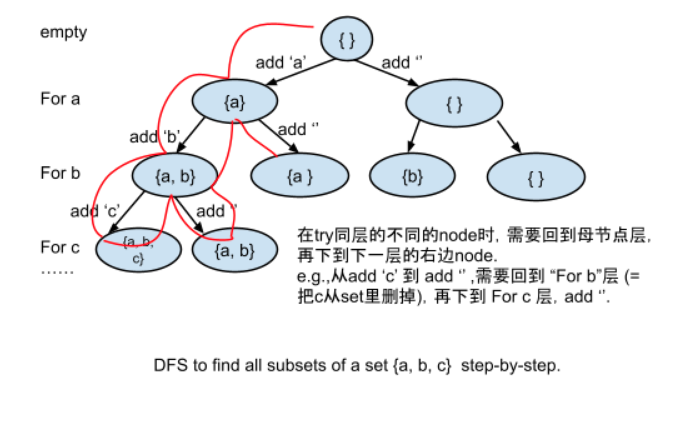 empty
{ }
add ‘a’
add ‘’
For a
{a}
{ }
add ‘b’
add ‘’
For b
{a, b}
{a }
{b}
{ }
add ‘c’
add ‘’
For c
{a, b,
c}
{a, b}
……
在try同层的不同的node时, 需要回到母节点层,
再下到下一层的右边node.
e.g.,从add ‘c’ 到 add ‘’ ,需要回到 “For b”层 (=
把c从set里删掉), 再下到 For c 层, add ‘’.
DFS to find all subsets of a set {a, b, c} step-by-step.